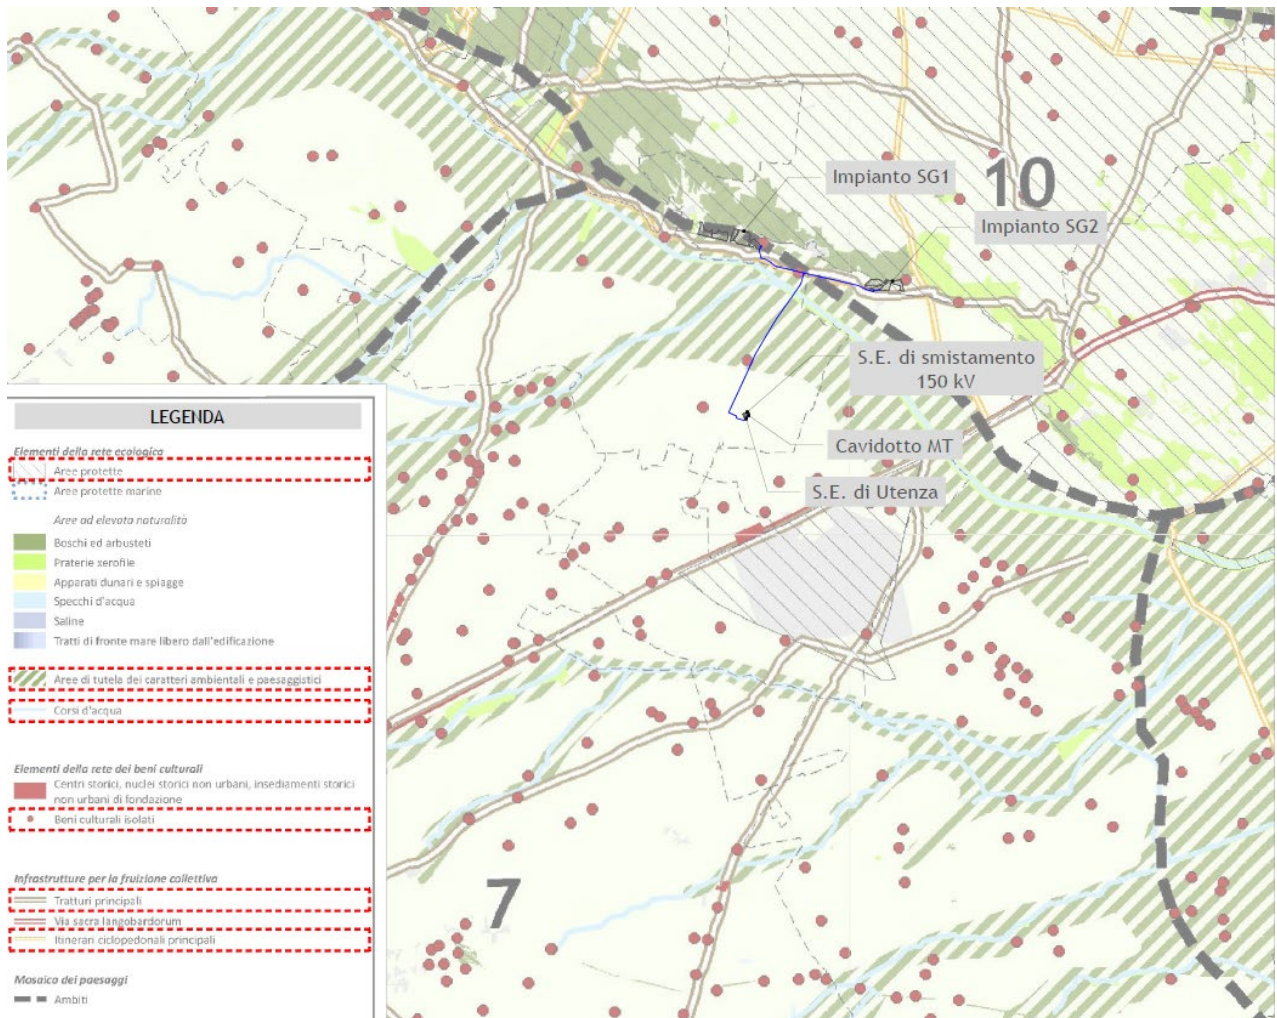 Impianto SG1
10
Impianto SG2
S.E. di smistamento
150 kV
Cavidotto MT
S.E. di Utenza
7
LEGENDA
Elementi della rete ecologica
Aree protette
Aree protette marine
Aree ad elevata naturalità
Boschi ed arbusteti
Praterie xerofile
Apparati dunari e spiagge
Specchi d'acqua
Saline
Tratti di fronte mare libero dall'edificazione
Aree di tutela dei caratteri ambientali e paesaggistici
Corsi d'acqua
Elementi della rete dei beni culturali
Centri storici, nuclei storici non urbani, insediamenti storici
non urbani di fondazione
Beni culturali isolati
Infrastrutture per la fruizione collettiva
Tratturi principali
Via sacra langobardorum
Itinerari ciclopedonali principali
Mosaico dei paesaggi
Ambiti